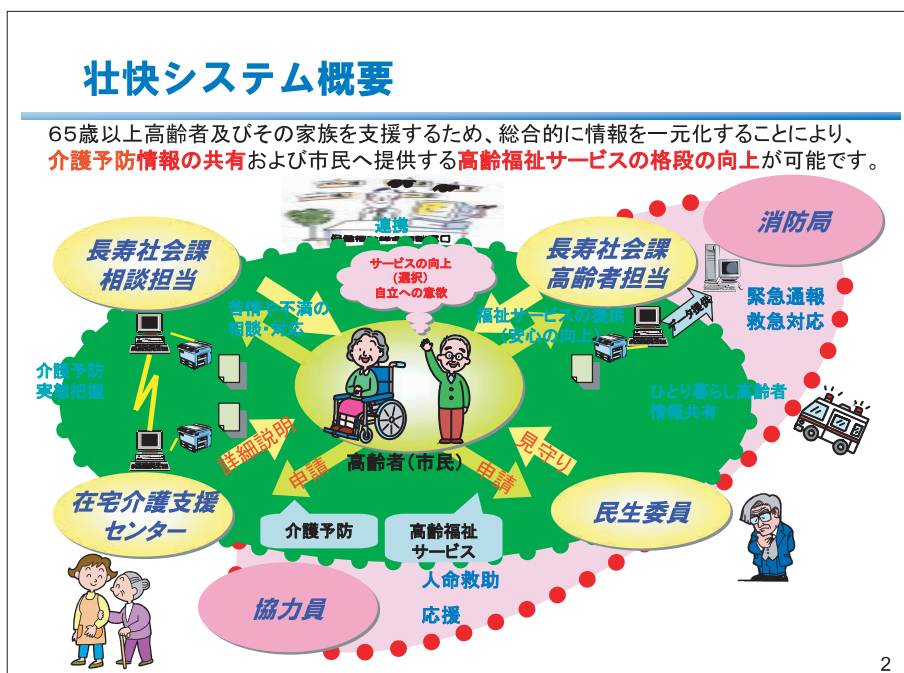 壮快システム概要
65歳以上高齢者及びその家族を支援するため、総合的に情報を一元化することにより、
介護予防情報の共有および市民へ提供する高齢福祉サービスの格段の向上が可能です。
連携
消防局
長寿社会課
相談担当
サービスの向上
(選択)
自立への意欲
長寿社会課
高齢者担当
データ提供
緊急通報
救急対応
苦情や不満の
相談・対応
福祉サービスの提供
(安心の向上)
介護予防
実態把握
ひとり暮らし高齢者
情報共有
詳細説明
申請
高齢者(市民)
申請
見守り
在宅介護支援
センター
介護予防
高齢福祉
サービス
民生委員
協力員
人命救助
応援
2